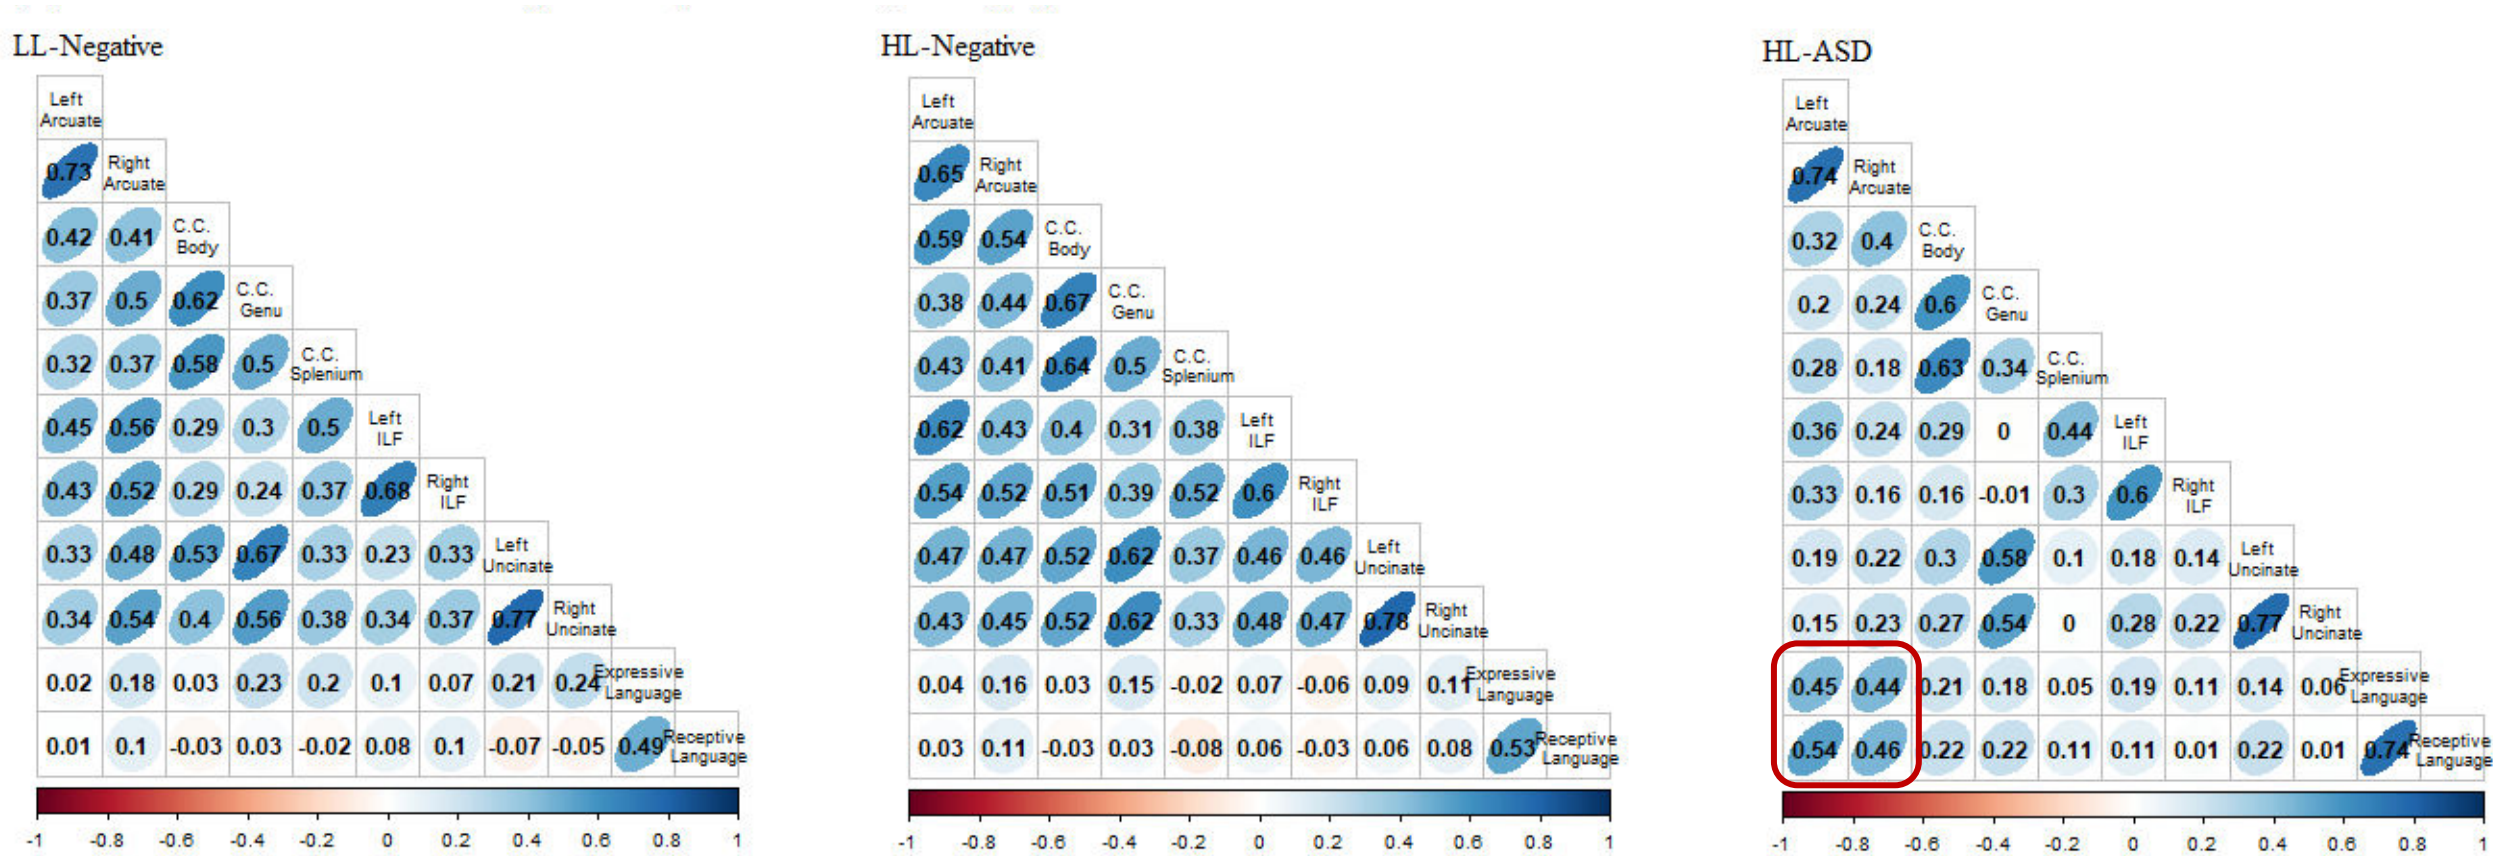 LL-Negative
Left
Arcuate
0.73 Right
Arcuate
0.42 0.41 C.C.
Body
0.37 0.5 0.62 C.C.
Genu
0.32 0.37 0.58 0.5 C.C.
Splenium
0.45 0.56 0.29 0.3 0.5 Left
ILF
0.43 0.52 0.29 0.24 0.37 0.68 Right
ILF
0.33 0.48 0.53 0.67 0.33 0.23 0.33 Left
Uncinate
0.34 0.54 0.4 0.56 0.38 0.34 0.37 0.77 Right
Uncinate
0.02 0.18 0.03 0.23 0.2 0.1 0.07 0.21 0.24 Expressive
Language
0.01 0.1 -0.03 0.03 -0.02 0.08 0.1 -0.07 -0.05 0.49 Receptive
Language
-1 -0.8 -0.6 -0.4 -0.2 0 0.2 0.4 0.6 0.8 1
HL-Negative
Left
Arcuate
0.65 Right
Arcuate
0.59 0.54 C.C.
Body
0.38 0.44 0.67 C.C.
Genu
0.43 0.41 0.64 0.5 C.C.
Splenium
0.62 0.43 0.4 0.31 0.38 Left
ILF
0.54 0.52 0.51 0.39 0.52 0.6 Right
ILF
0.47 0.47 0.52 0.62 0.37 0.46 0.46 Left
Uncinate
0.43 0.45 0.52 0.62 0.33 0.48 0.47 0.78 Right
Uncinate
0.04 0.16 0.03 0.15 -0.02 0.07 -0.06 0.09 0.11 Expressive
Language
0.03 0.11 -0.03 0.03 -0.08 0.06 -0.03 0.06 0.08 0.53 Receptive
Language
-1 -0.8 -0.6 -0.4 -0.2 0 0.2 0.4 0.6 0.8 1
HL-ASD
Left
Arcuate
0.74 Right
Arcuate
0.32 0.4 C.C.
Body
0.2 0.24 0.6 C.C.
Genu
0.28 0.18 0.63 0.34 C.C.
Splenium
0.36 0.24 0.29 0 0.44 Left
ILF
0.33 0.16 0.16 -0.01 0.3 0.6 Right
ILF
0.19 0.22 0.3 0.58 0.1 0.18 0.14 Left
Uncinate
0.15 0.23 0.27 0.54 0 0.28 0.22 0.77 Right
Uncinate
0.45 0.44 0.21 0.18 0.05 0.19 0.11 0.14 0.06 Expressive
Language
0.54 0.46 0.22 0.22 0.11 0.11 0.01 0.22 0.01 0.74 Receptive
Language
-1 -0.8 -0.6 -0.4 -0.2 0 0.2 0.4 0.6 0.8 1